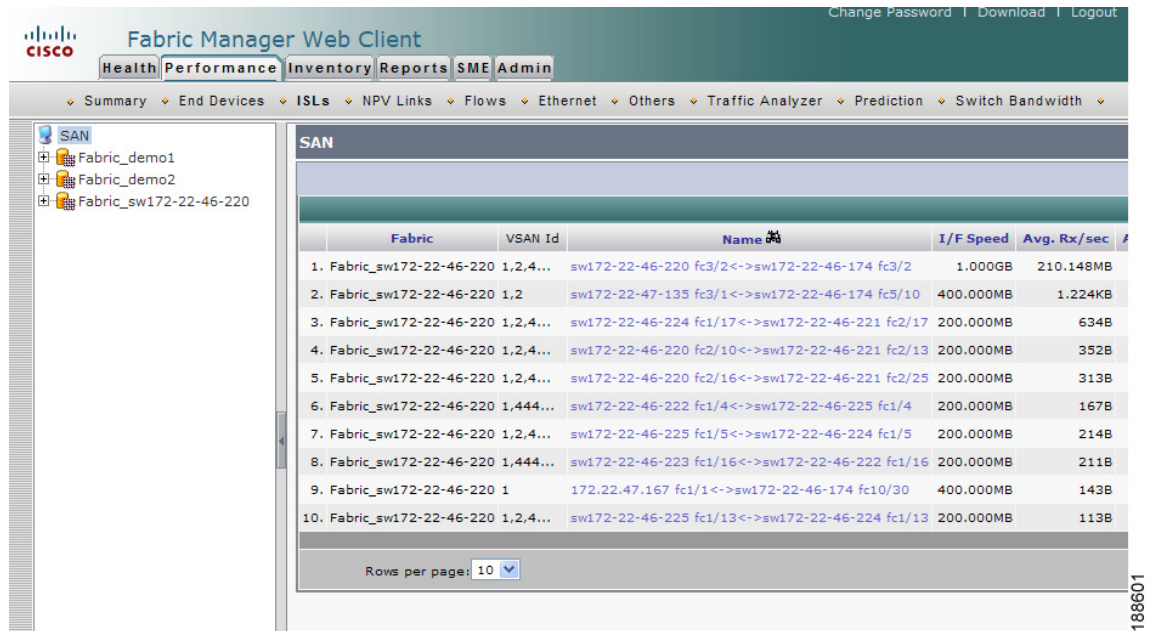 Change Password | Download | Logout
CISCO
Fabric Manager Web Client
Health Performance Inventory Reports SME Admin
Summary End Devices ISLs NPV Links Flows Ethernet Others Traffic Analyzer Prediction Switch Bandwidth
SAN
Fabric_demo1
Fabric_demo2
Fabric_sw172-22-46-220
SAN
Fabric VSAN Id Name I/F Speed Avg. Rx/sec
1. Fabric_sw172-22-46-220 1,2,4... sw172-22-46-220 fc3/2<->sw172-22-46-174 fc3/2 1.000GB 210.148MB
2. Fabric_sw172-22-46-220 1,2 sw172-22-47-135 fc3/1<->sw172-22-46-174 fc5/10 400.000MB 1.224KB
3. Fabric_sw172-22-46-220 1,2,4... sw172-22-46-224 fc1/17<->sw172-22-46-221 fc2/17 200.000MB 634B
4. Fabric_sw172-22-46-220 1,2,4... sw172-22-46-220 fc2/10<->sw172-22-46-221 fc2/13 200.000MB 352B
5. Fabric_sw172-22-46-220 1,2,4... sw172-22-46-220 fc2/16<->sw172-22-46-221 fc2/25 200.000MB 313B
6. Fabric_sw172-22-46-220 1,444... sw172-22-46-222 fc1/4<->sw172-22-46-225 fc1/4 200.000MB 167B
7. Fabric_sw172-22-46-220 1,2,4... sw172-22-46-225 fc1/5<->sw172-22-46-224 fc1/5 200.000MB 214B
8. Fabric_sw172-22-46-220 1,444... sw172-22-46-223 fc1/16<->sw172-22-46-222 fc1/16 200.000MB 211B
9. Fabric_sw172-22-46-220 1 172.22.47.167 fc1/1<->sw172-22-46-174 fc10/30 400.000MB 143B
10. Fabric_sw172-22-46-220 1,2,4... sw172-22-46-225 fc1/13<->sw172-22-46-224 fc1/13 200.000MB 113B
Rows per page: 10
188601